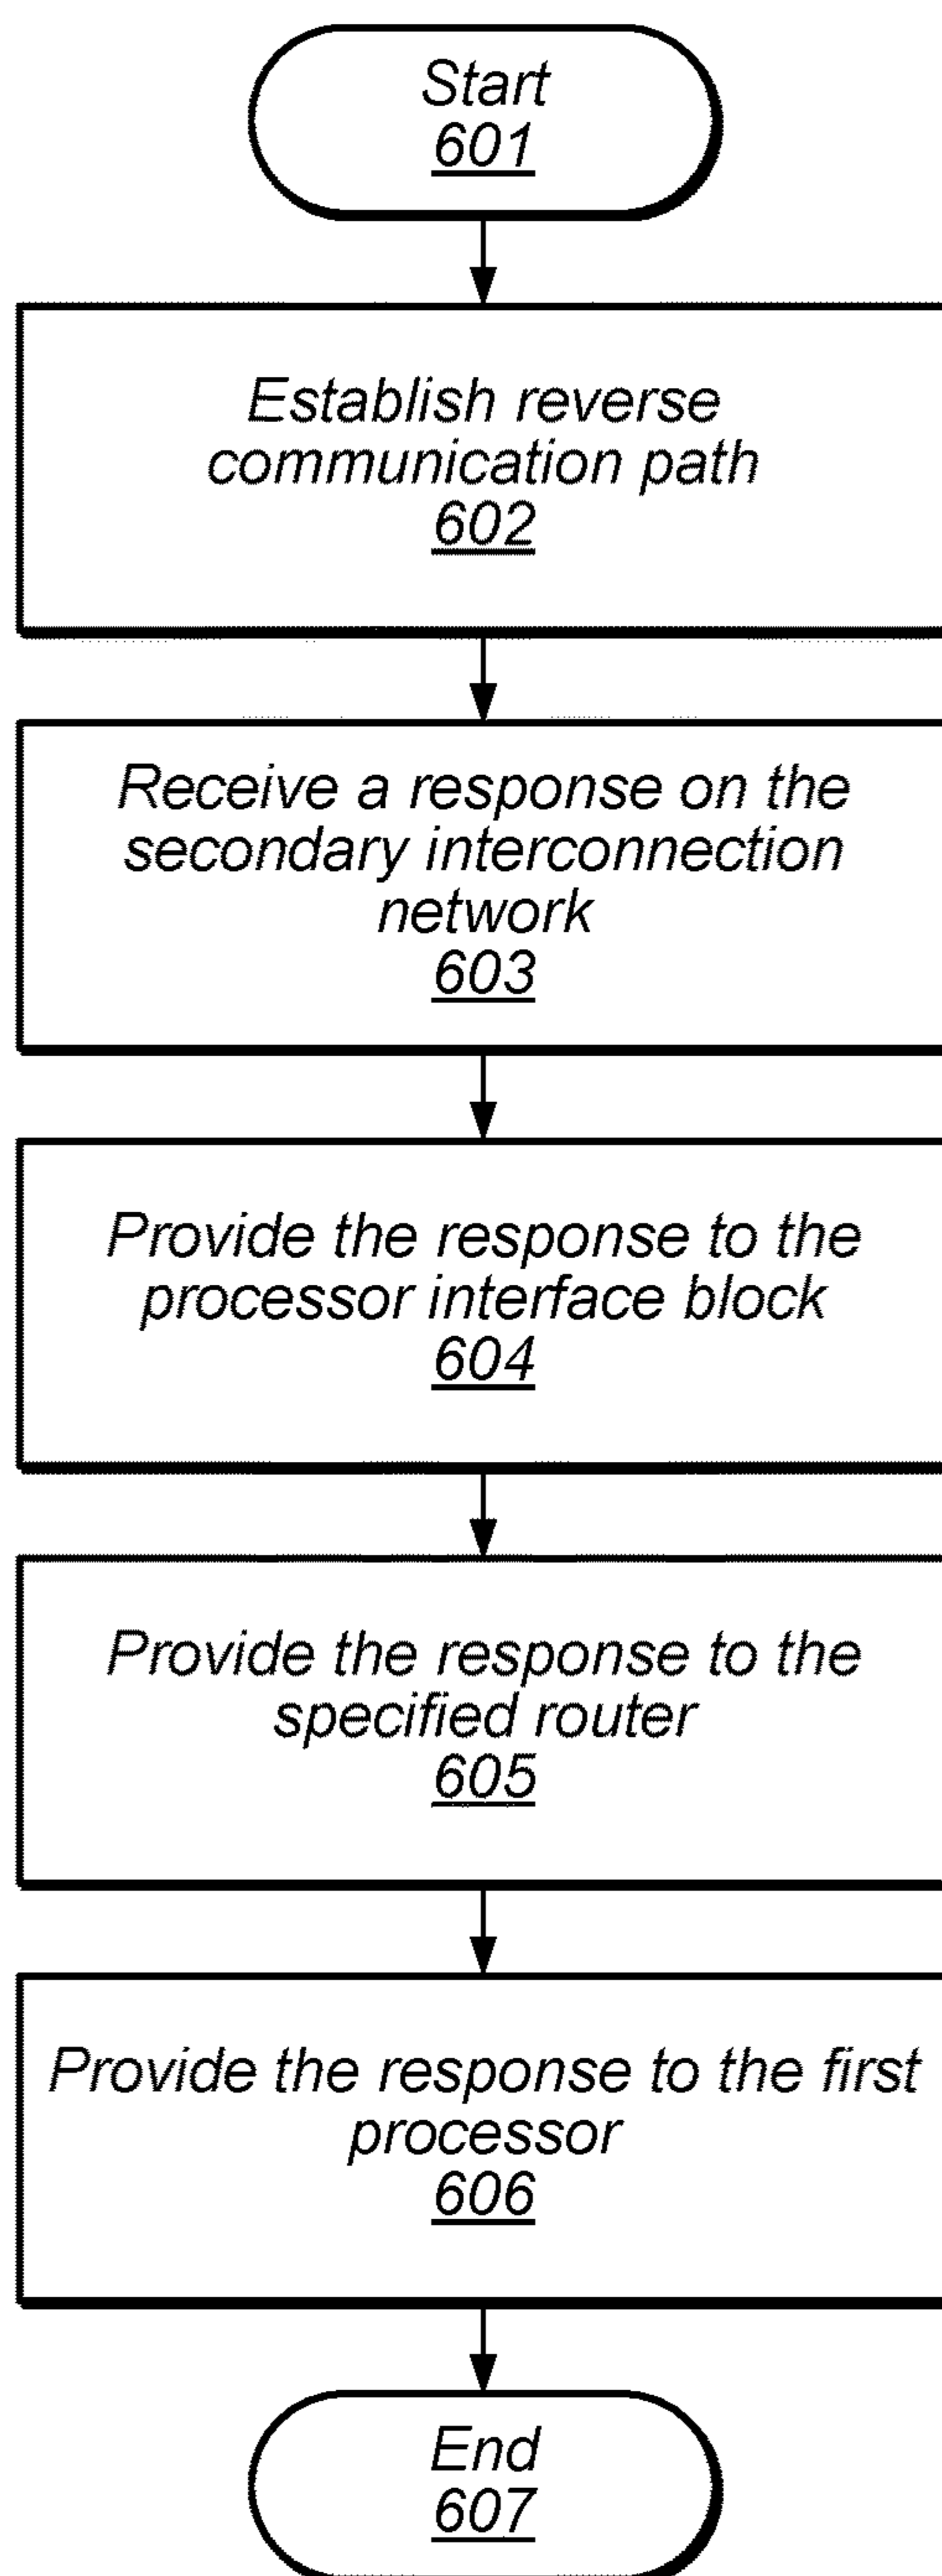 Start
601
Establish reverse
communication path
602
Receive a response on the
secondary interconnection
network
603
Provide the response to the
processor interface block
604
Provide the response to the
specified router
605
Provide the response to the first
processor
606
End
607